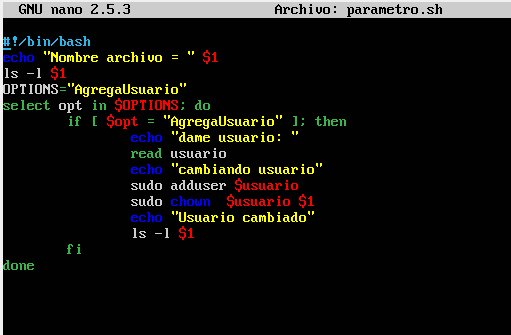 GNU nano 2.5.3 Archivo: parametro.sh
#!/bin/bash
echo "Nombre archivo = " $1
ls -l $1
OPTIONS="AgregaUsuario"
select opt in $OPTIONS; do
if [ $opt = "AgregaUsuario" ]; then
echo "dame usuario: "
read usuario
echo "cambiando usuario"
sudo adduser $usuario
sudo chown  $usuario $1
echo "Usuario cambiado"
ls -l $1
fi
done